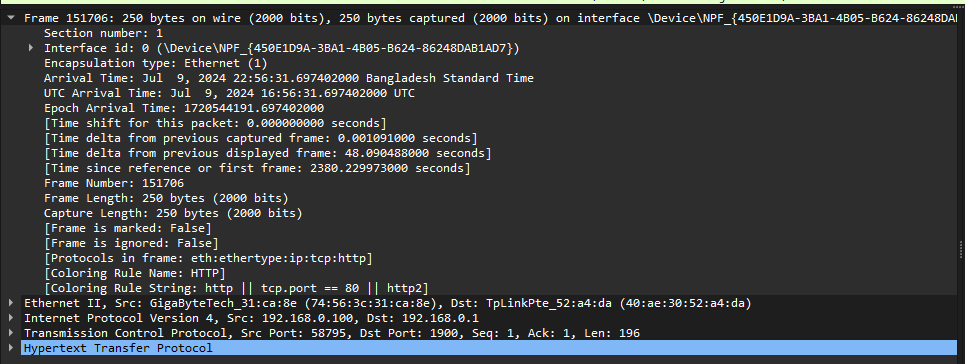 Frame 151706: 250 bytes on wire (2000 bits), 250 bytes captured (2000 bits) on interface \Device\NPF_{450E1D9A-3BA1-4B05-B624-86248DA
Section number: 1
Interface id: 0 (\Device\NPF_{450E1D9A-3BA1-4B05-B624-86248DAB1AD7})
Encapsulation type: Ethernet (1)
Arrival Time: Jul  9, 2024 22:56:31.697402000 Bangladesh Standard Time
UTC Arrival Time: Jul  9, 2024 16:56:31.697402000 UTC
Epoch Arrival Time: 1720544191.697402000
[Time shift for this packet: 0.000000000 seconds]
[Time delta from previous captured frame: 0.001091000 seconds]
[Time delta from previous displayed frame: 48.090488000 seconds]
[Time since reference or first frame: 2380.229973000 seconds]
Frame Number: 151706
Frame Length: 250 bytes (2000 bits)
Capture Length: 250 bytes (2000 bits)
[Frame is marked: False]
[Frame is ignored: False]
[Protocols in frame: eth:ethertype:ip:tcp:http]
[Coloring Rule Name: HTTP]
[Coloring Rule String: http || tcp.port == 80 || http2]
Ethernet II, Src: GigaByteTech_31:ca:8e (74:56:3c:31:ca:8e), Dst: TpLinkPte_52:a4:da (40:ae:30:52:a4:da)
Internet Protocol Version 4, Src: 192.168.0.100, Dst: 192.168.0.1
Transmission Control Protocol, Src Port: 58795, Dst Port: 1900, Seq: 1, Ack: 1, Len: 196
Hypertext Transfer Protocol